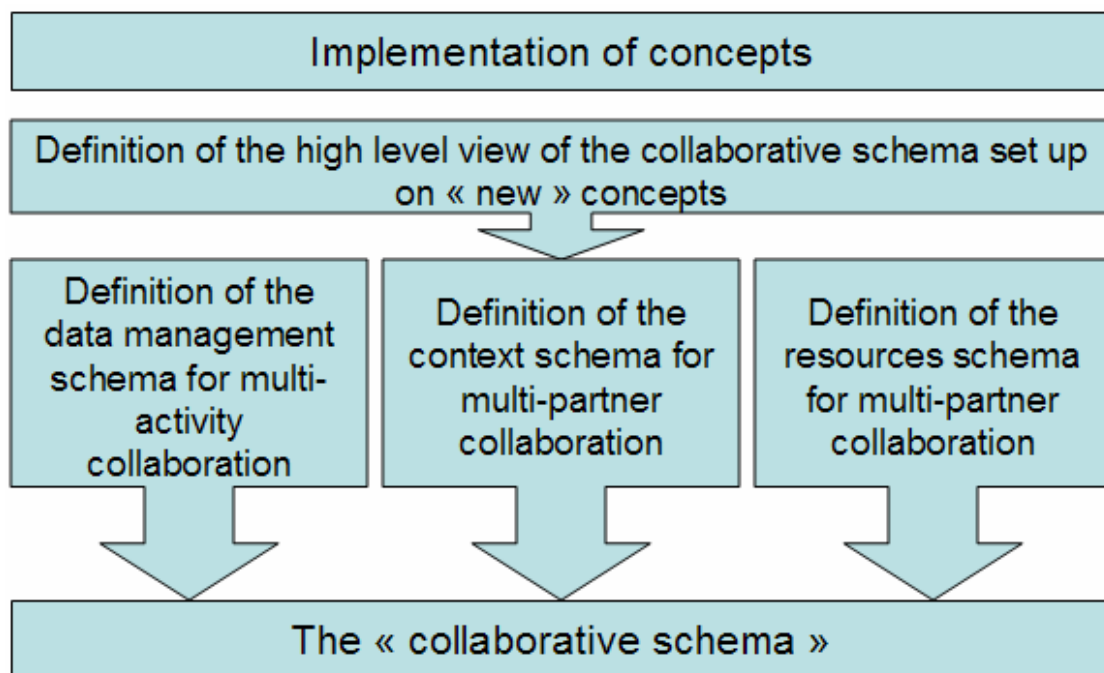 Implementation of concepts
Definition of the high level view of the collaborative schema set up
on « new » concepts
Definition of the
data management
schema for multi-
activity
collaboration
Definition of the
context schema for
multi-partner
collaboration
Definition of the
resources schema
for multi-partner
collaboration
The « collaborative schema »